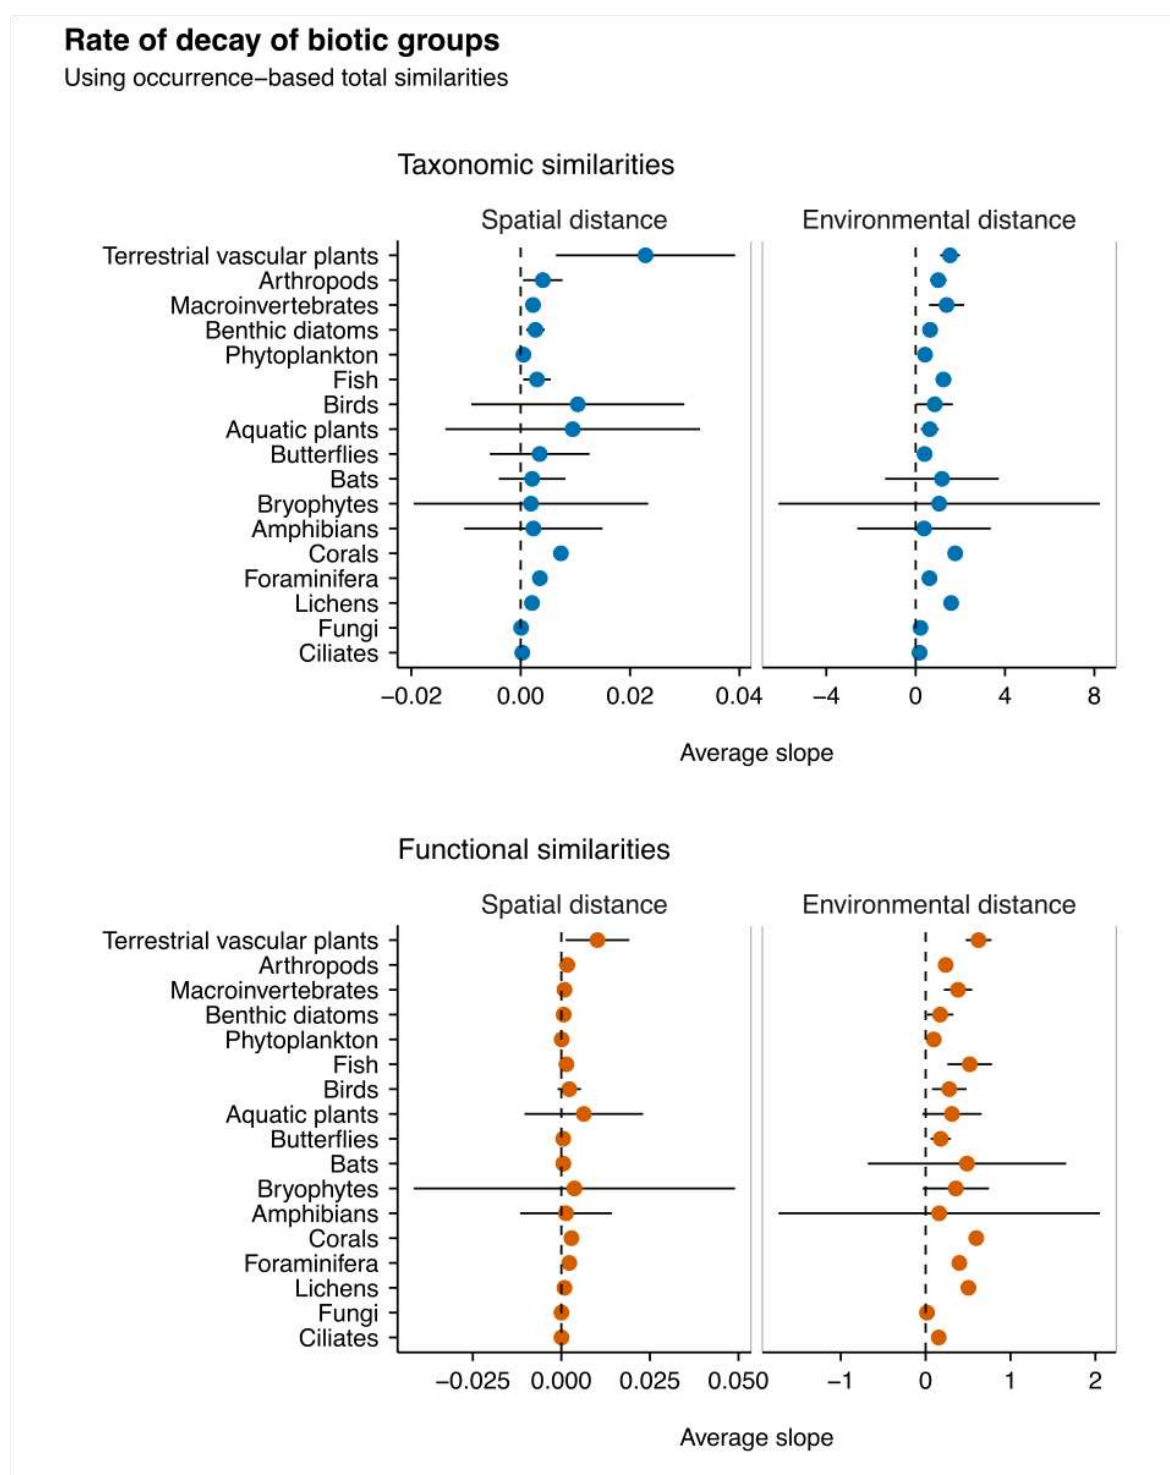 Rate of decay of biotic groups
Using occurrence−based total similarities
Taxonomic similarities
Spatial distance
Environmental distance
Terrestrial vascular plants
Arthropods
Macroinvertebrates
Benthic diatoms
Phytoplankton
Fish
Birds
Aquatic plants
Butterflies
Bats
Bryophytes
Amphibians
Corals
Foraminifera
Lichens
Fungi
Ciliates
−0.02 0.00 0.02 0.04 −4 0 4 8
Average slope
Functional similarities
Spatial distance
Environmental distance
Terrestrial vascular plants
Arthropods
Macroinvertebrates
Benthic diatoms
Phytoplankton
Fish
Birds
Aquatic plants
Butterflies
Bats
Bryophytes
Amphibians
Corals
Foraminifera
Lichens
Fungi
Ciliates
−0.025 0.000 0.025 0.050 −1 0 1 2
Average slope